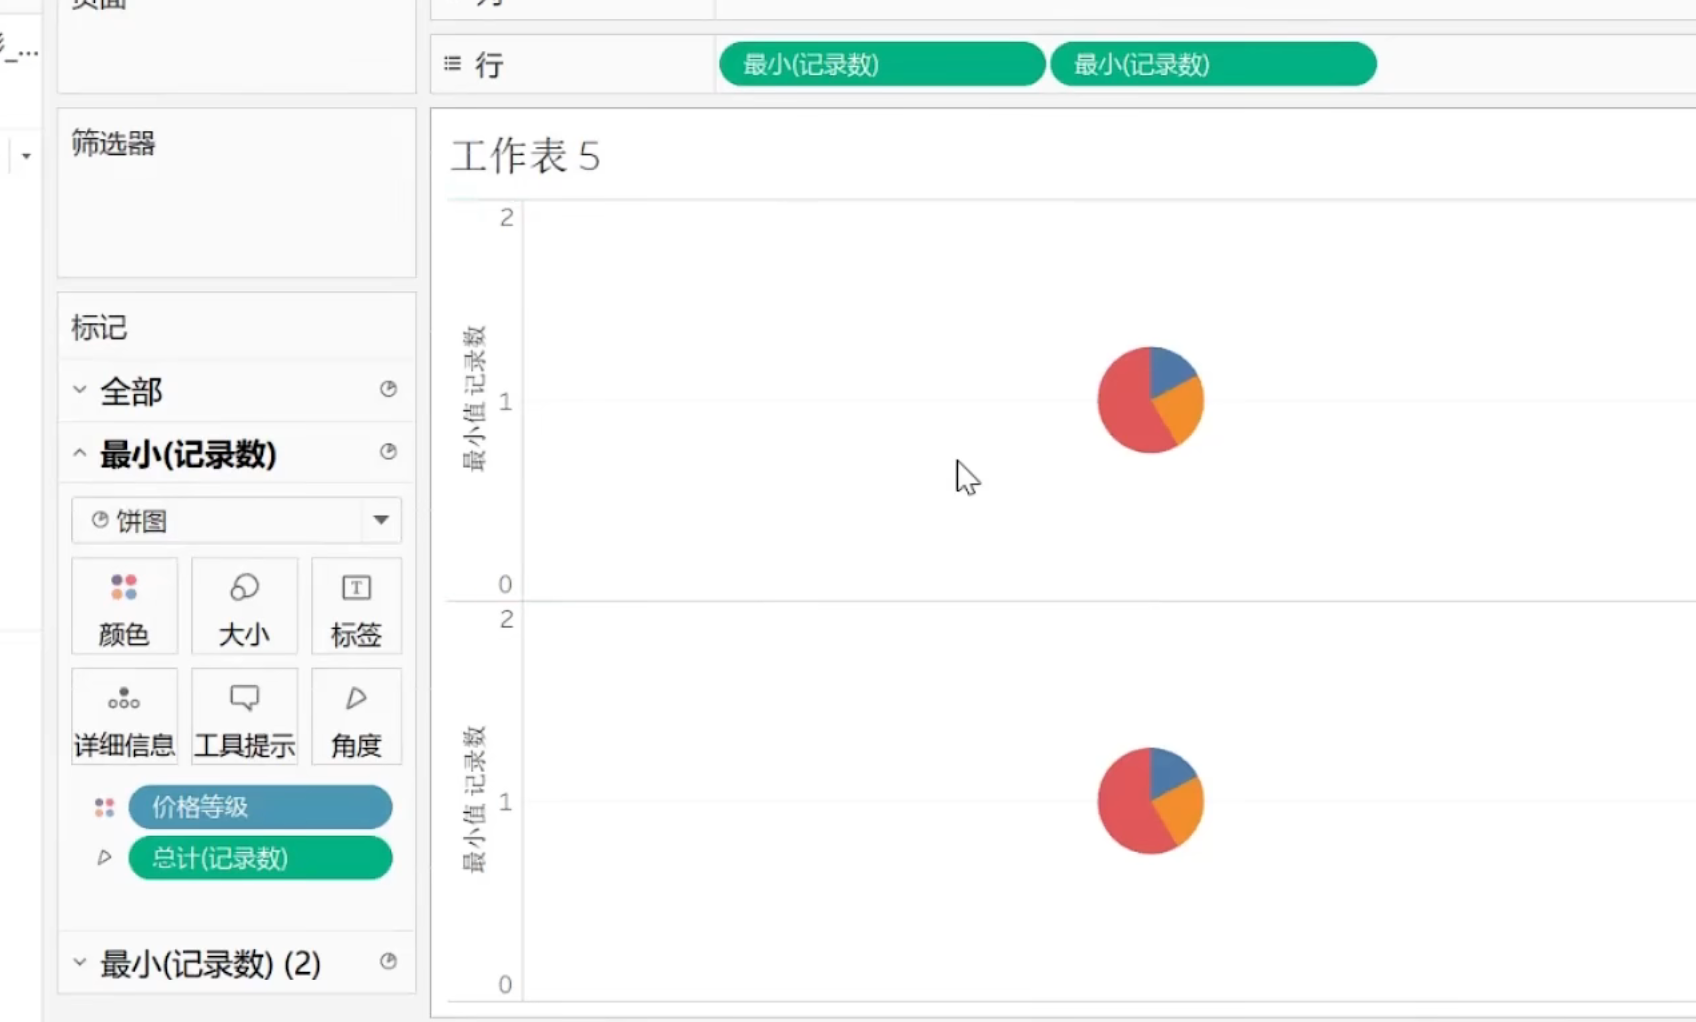 页面
列
行
最小(记录数)
最小(记录数)
筛选器
工作表 5
标记
全部
最小(记录数)
饼图
颜色
大小
标签
详细信息
工具提示
角度
价格等级
总计(记录数)
最小(记录数) (2)
2
最小值 记录数
1
0
2
最小值 记录数
1
0